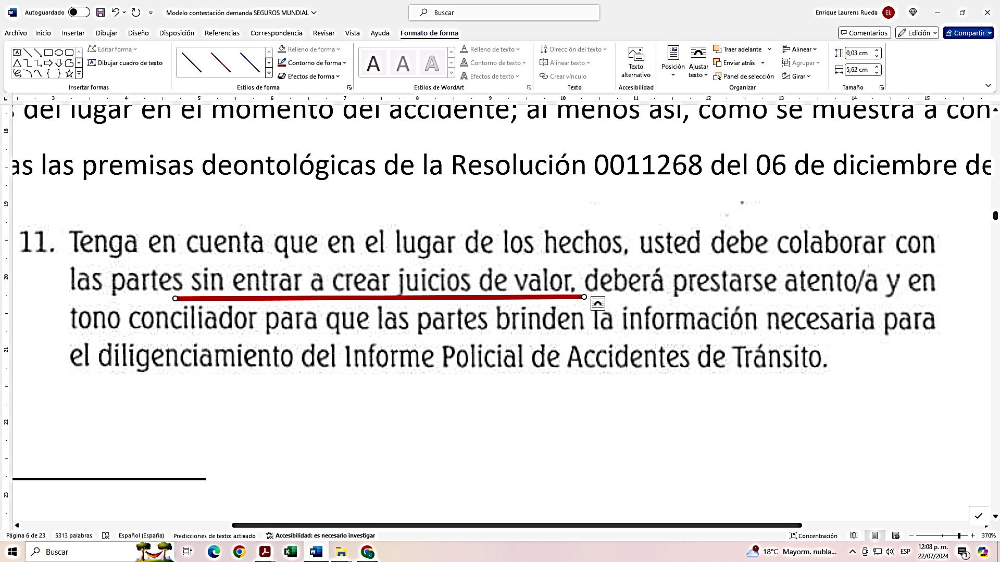 Autoguardado
Modelo contestación demanda SEGUROS MUNDIAL
Buscar
Enrique Laurens Rueda
EL
Archivo Inicio Insertar Dibujar Diseño Disposición Referencias Correspondencia Revisar Vista Ayuda Formato de forma
Comentarios Edición Compartir
Editar forma
Dibujar cuadro de texto
Insertar formas
Relleno de forma
Contorno de forma
Efectos de forma
Estilos de forma
A A A
Relleno de texto
Contorno de texto
Efectos de texto
Estilos de WordArt
Dirección del texto
Alinear texto
Crear vínculo
Texto
Texto alternativo
Accesibilidad
Posición
Ajustar texto
Traer adelante
Enviar atrás
Panel de selección
Alinear
Agrupar
Girar
Organizar
0,03 cm
5,62 cm
Tamaño
3 4 5 6 7 8 9 10 11 12 13 14 15
18
19
20
21
22
23
s del lugar en el momento del accidente; al menos así, como se muestra a con
as las premisas deontológicas de la Resolución 0011268 del 06 de diciembre de
11. Tenga en cuenta que en el lugar de los hechos, usted debe colaborar con
las partes sin entrar a crear juicios de valor, deberá prestarse atento/a y en
tono conciliador para que las partes brinden la información necesaria para
el diligenciamiento del Informe Policial de Accidentes de Tránsito.
Página 6 de 23 5313 palabras Español (España) Predicciones de texto: activado Accesibilidad: es necesario investigar
Concentración
370%
Buscar
1
18°C Mayorm. nubla...
ESP
12:08 p. m.
22/07/2024
1
PRE